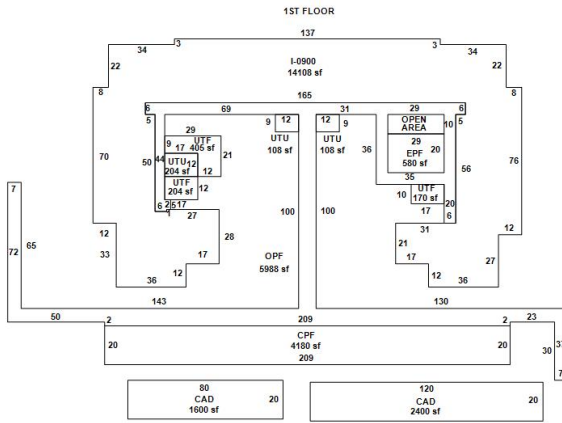 1ST FLOOR
137
34 3 3 34
I-0900
22 14108 sf 22
8 8
165
6 69 31 29 6
5 9 12 12 9 OPEN AREA 10 5
29 UTU UTU 29
9 UTF 108 sf 108 sf EPF 20
17 405 sf 21 36 580 sf
70 50 44 UTU 12 56 76
204 sf 12 35
UTF 12 UTF
204 sf 10 170 sf
7 6 2 5 17 17 20
1 27 100 100 31 6
12 28 21 12
72 65 33 17 OPF 17 27
12 5988 sf 12
36 36
143 130
50 2 209 2 23
20 CPF 20 30 37
4180 sf
209
7
80 120
CAD 20 CAD 20
1600 sf 2400 sf